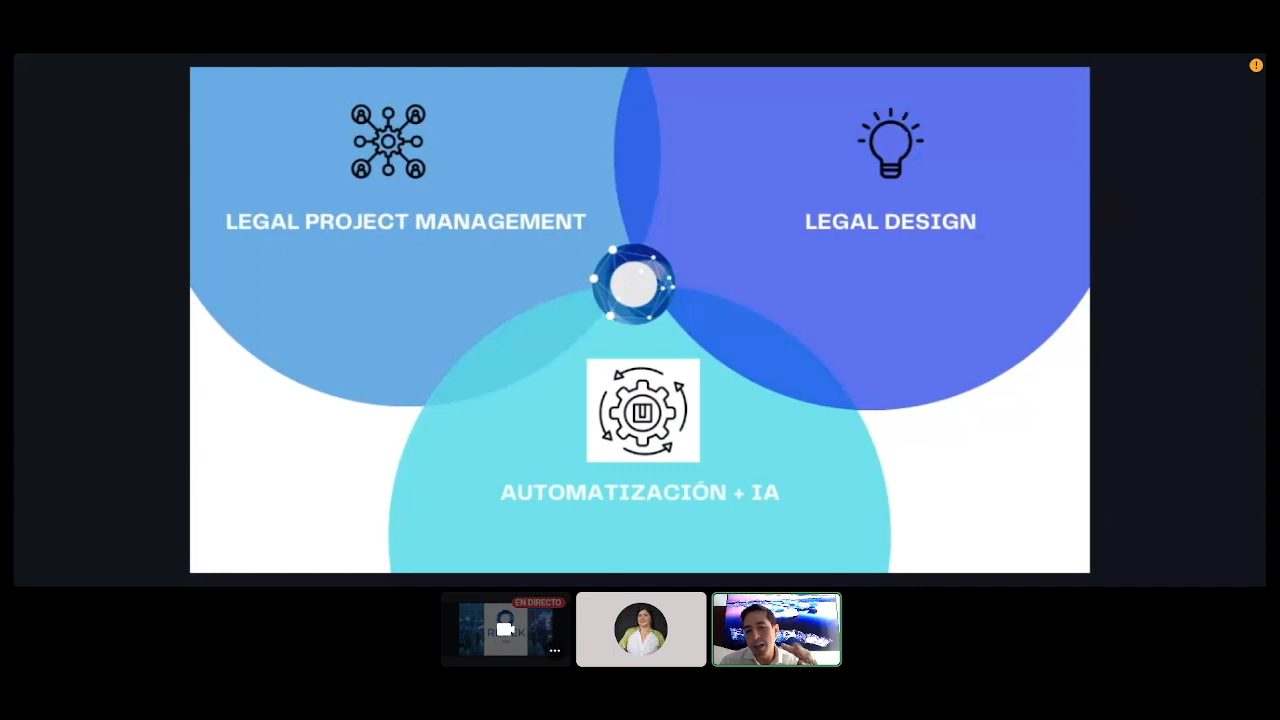 LEGAL PROJECT MANAGEMENT
LEGAL DESIGN
AUTOMATIZACIÓN + IA
EN DIRECTO